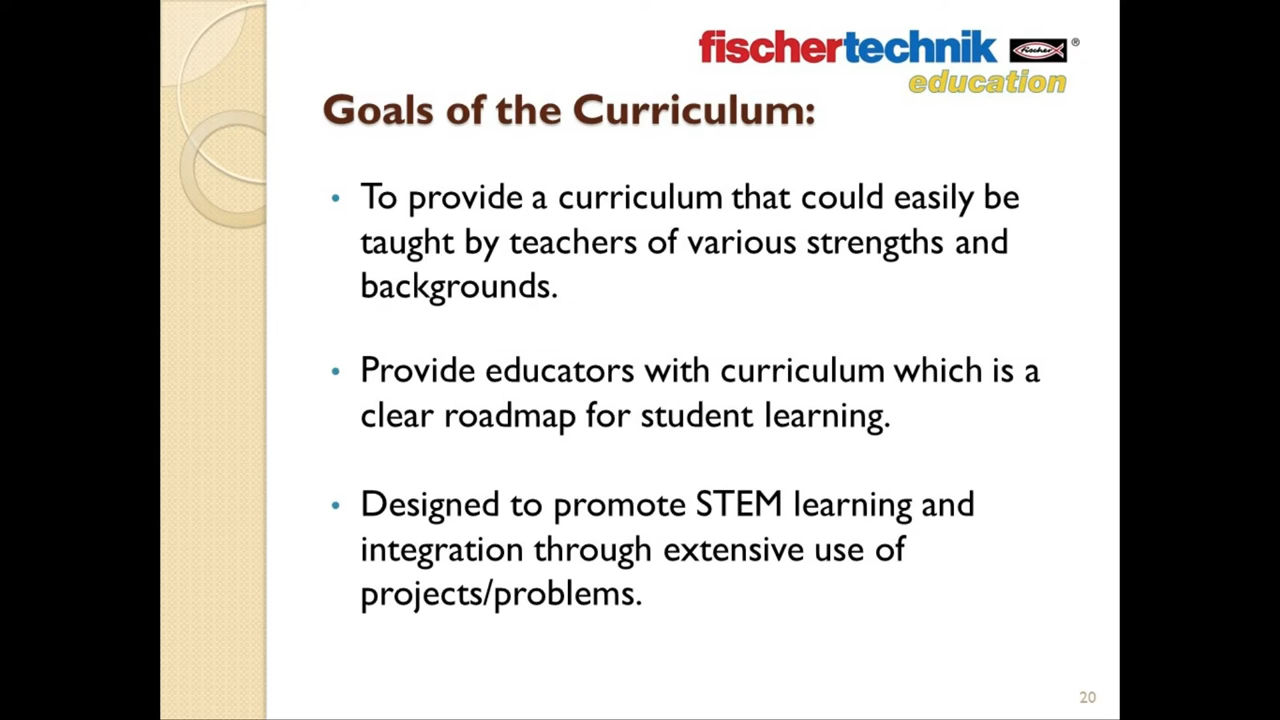 fischertechnik fischer ®
education
Goals of the Curriculum:
• To provide a curriculum that could easily be
taught by teachers of various strengths and
backgrounds.
• Provide educators with curriculum which is a
clear roadmap for student learning.
• Designed to promote STEM learning and
integration through extensive use of
projects/problems.
20